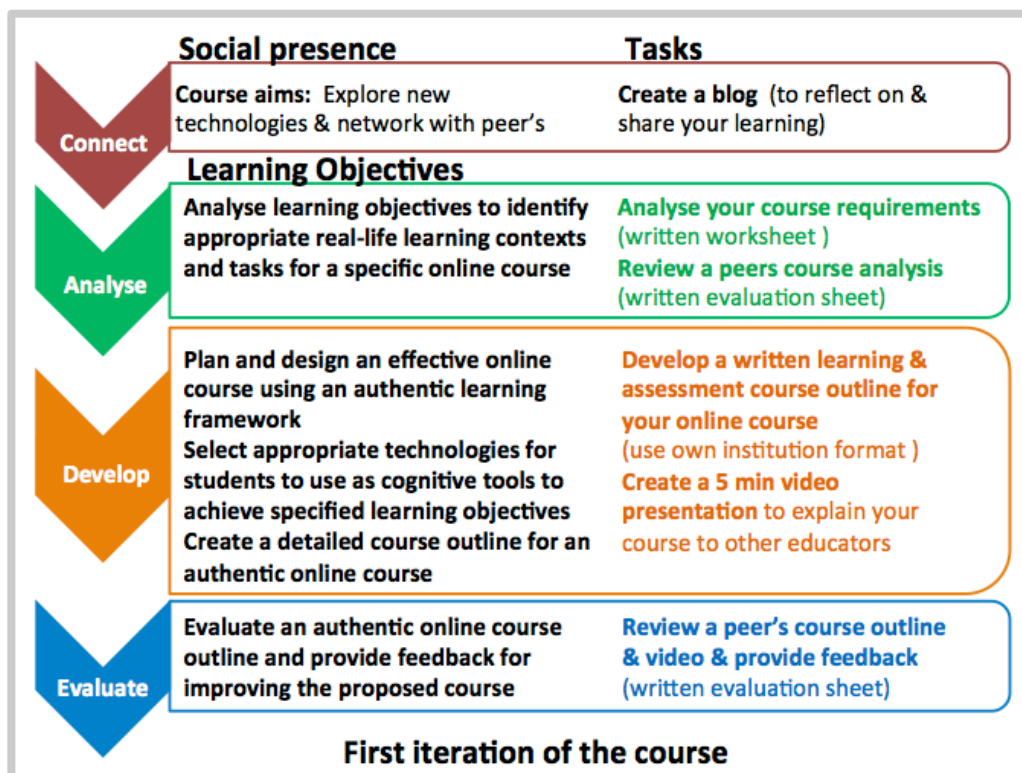 Social presence
Tasks
Connect
Course aims: Explore new
technologies & network with peer's
Create a blog (to reflect on &
share your learning)
Learning Objectives
Analyse
Analyse learning objectives to identify
appropriate real-life learning contexts
and tasks for a specific online course
Analyse your course requirements
(written worksheet )
Review a peers course analysis
(written evaluation sheet)
Develop
Plan and design an effective online
course using an authentic learning
framework
Select appropriate technologies for
students to use as cognitive tools to
achieve specified learning objectives
Create a detailed course outline for an
authentic online course
Develop a written learning &
assessment course outline for
your online course
(use own institution format )
Create a 5 min video
presentation to explain your
course to other educators
Evaluate
Evaluate an authentic online course
outline and provide feedback for
improving the proposed course
Review a peer's course outline
& video & provide feedback
(written evaluation sheet)
First iteration of the course